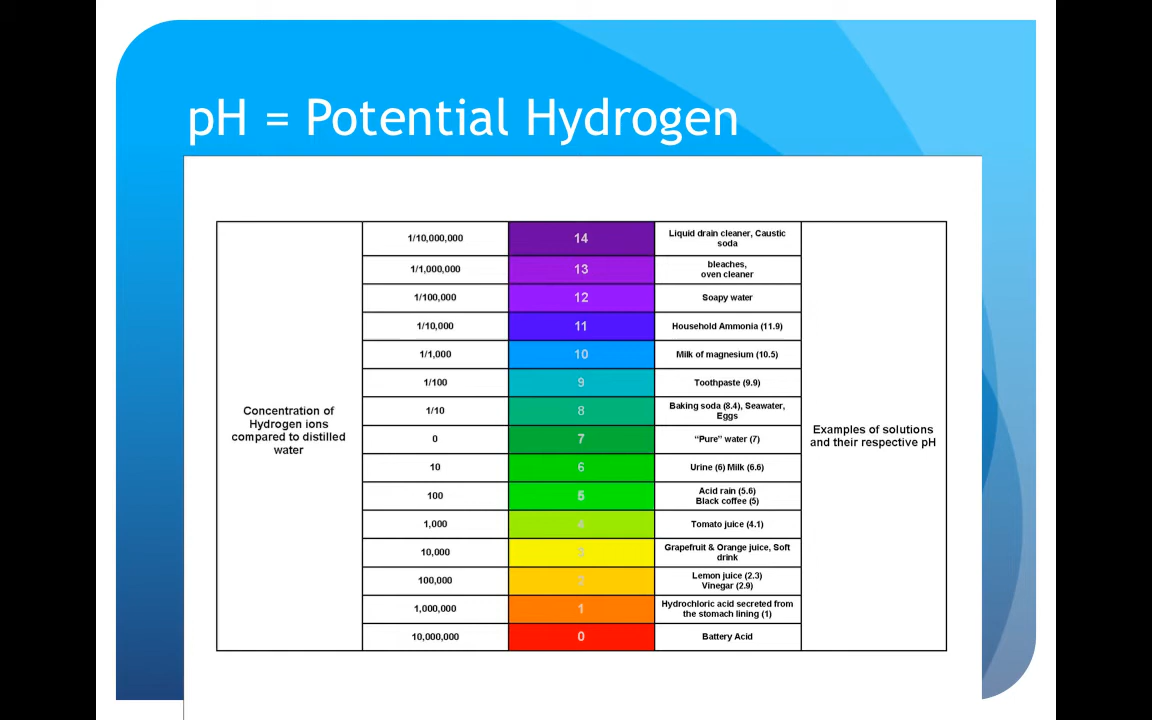 pH = Potential Hydrogen
Concentration of
Hydrogen ions
compared to distilled
water
1/10,000,000 14 Liquid drain cleaner, Caustic
soda
1/1,000,000 13 bleaches,
oven cleaner
1/100,000 12 Soapy water
1/10,000 11 Household Ammonia (11.9)
1/1,000 10 Milk of magnesium (10.5)
1/100 9 Toothpaste (9.9)
1/10 8 Baking soda (8.4), Seawater,
Eggs
0 7 “Pure” water (7)
10 6 Urine (6) Milk (6.6)
100 5 Acid rain (5.6)
Black coffee (5)
1,000 4 Tomato juice (4.1)
10,000 3 Grapefruit & Orange juice, Soft
drink
100,000 2 Lemon juice (2.3)
Vinegar (2.9)
1,000,000 1 Hydrochloric acid secreted from
the stomach lining (1)
10,000,000 0 Battery Acid
Examples of solutions
and their respective pH